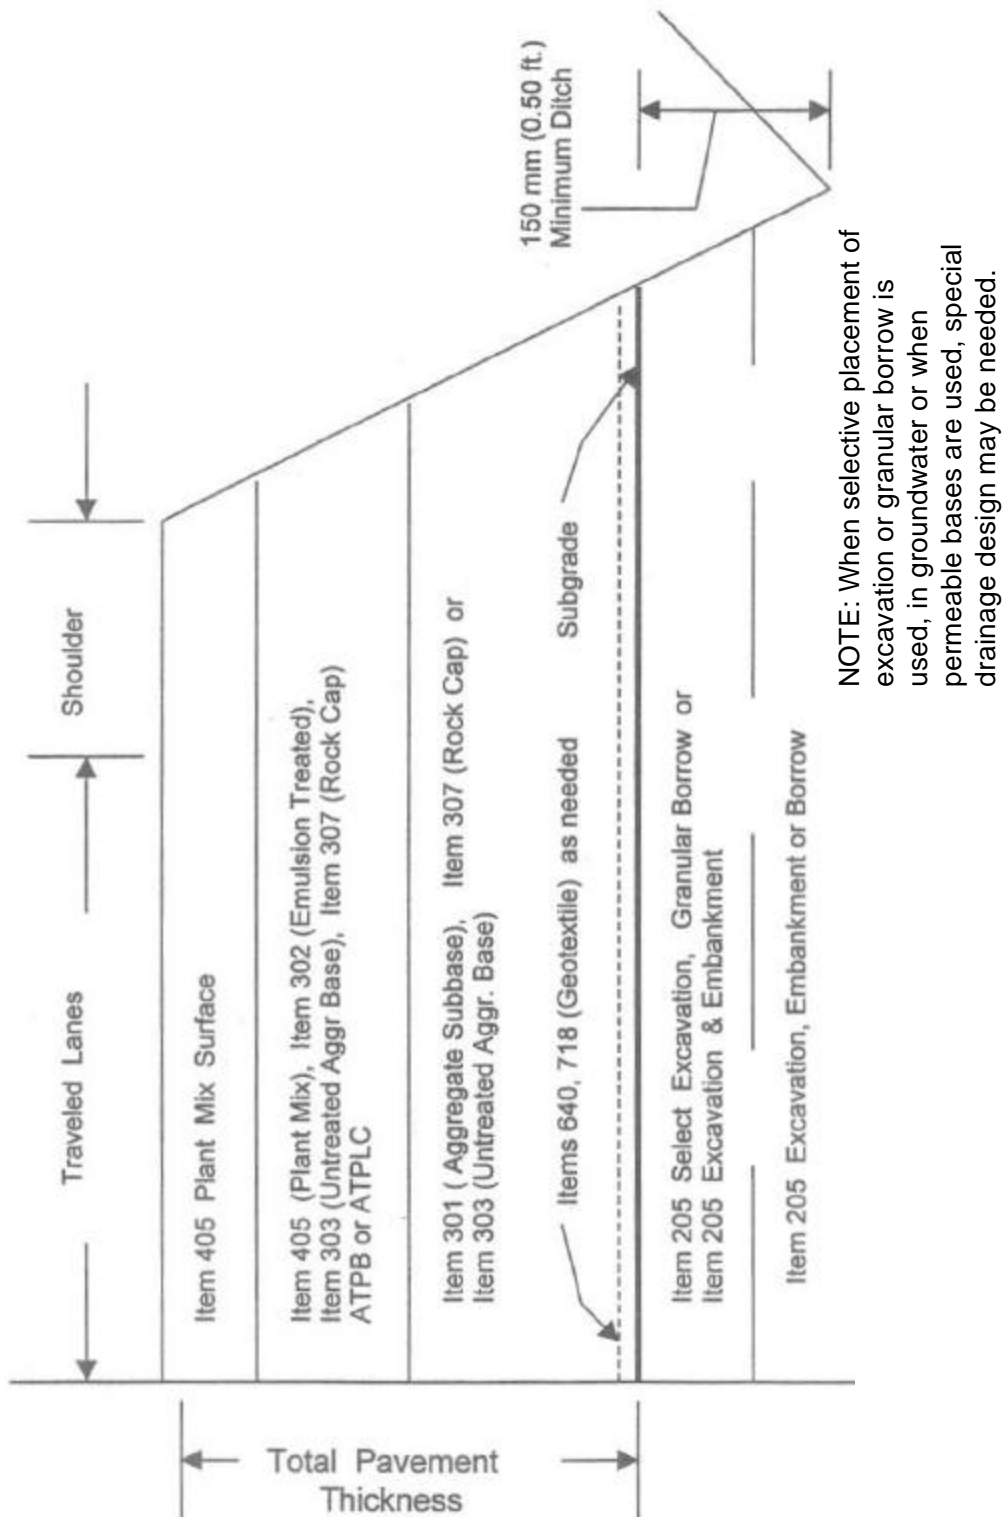 Traveled Lanes
Shoulder
Item 405 Plant Mix Surface
Item 405 (Plant Mix), Item 302 (Emulsion Treated),
Item 303 (Untreated Aggr Base), Item 307 (Rock Cap)
ATPB or ATPLC
Item 301 ( Aggregate Subbase), Item 307 (Rock Cap) or
Item 303 (Untreated Aggr. Base)
Items 640, 718 (Geotextile) as needed
Subgrade
150 mm (0.50 ft.)
Minimum Ditch
Item 205 Select Excavation, Granular Borrow or
Item 205 Excavation & Embankment
Item 205 Excavation, Embankment or Borrow
Total Pavement
Thickness
NOTE: When selective placement of
excavation or granular borrow is
used, in groundwater or when
permeable bases are used, special
drainage design may be needed.